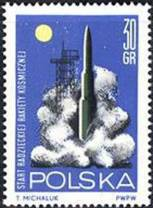 30
GR
START RADZIECKIEJ RAKIETY KOSMICZNEJ
POLSKA
T. MICHALUK
PWPW